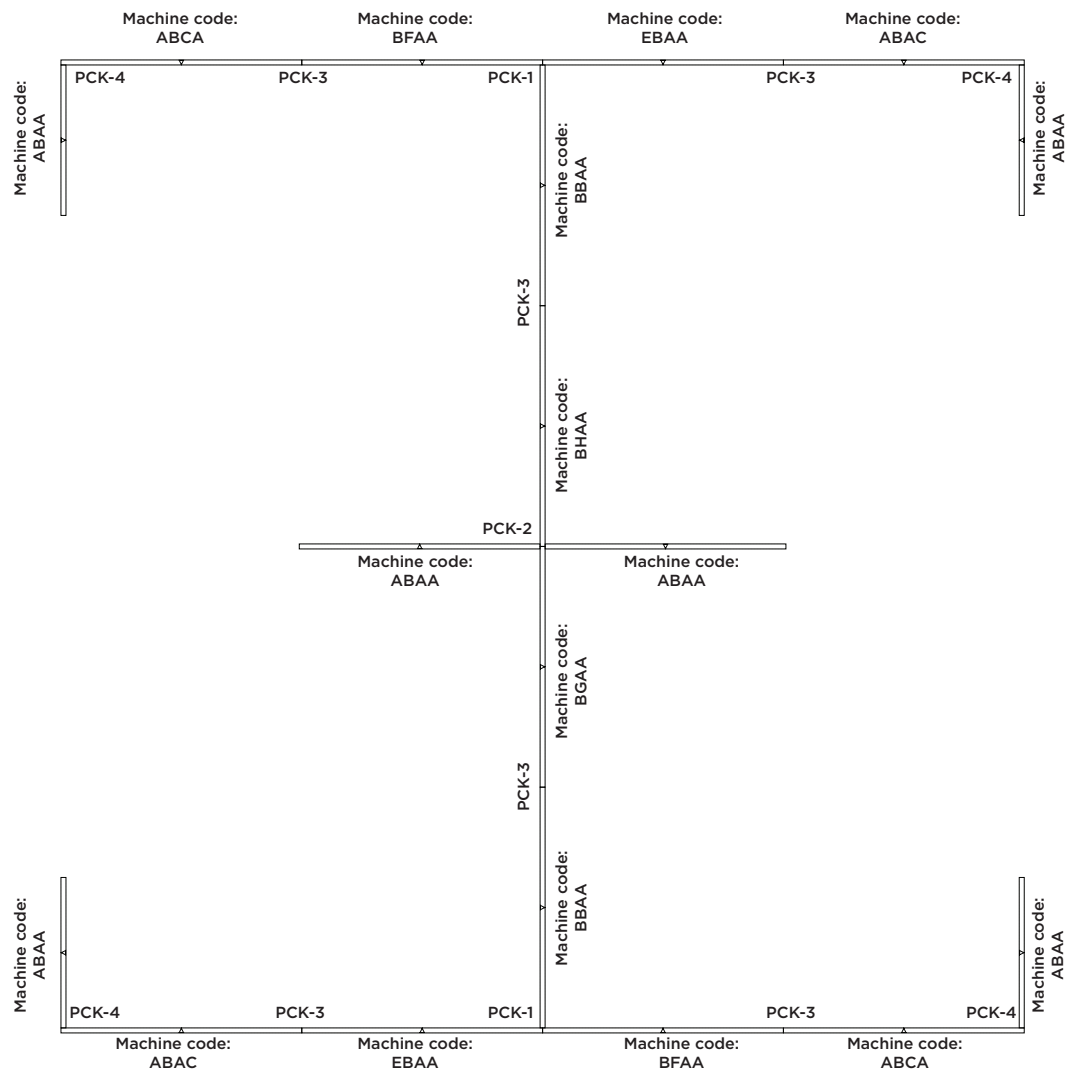 Machine code:
ABCA
Machine code:
BFAA
Machine code:
EBAA
Machine code:
ABAC
PCK-4
PCK-3
PCK-1
PCK-3
PCK-4
Machine code:
ABAA
Machine code:
BBAA
Machine code:
ABAA
PCK-3
Machine code:
BHAA
PCK-2
Machine code:
ABAA
Machine code:
ABAA
Machine code:
BGAA
PCK-3
Machine code:
ABAA
Machine code:
BBAA
Machine code:
ABAA
PCK-4
PCK-3
PCK-1
PCK-3
PCK-4
Machine code:
ABAC
Machine code:
EBAA
Machine code:
BFAA
Machine code:
ABCA